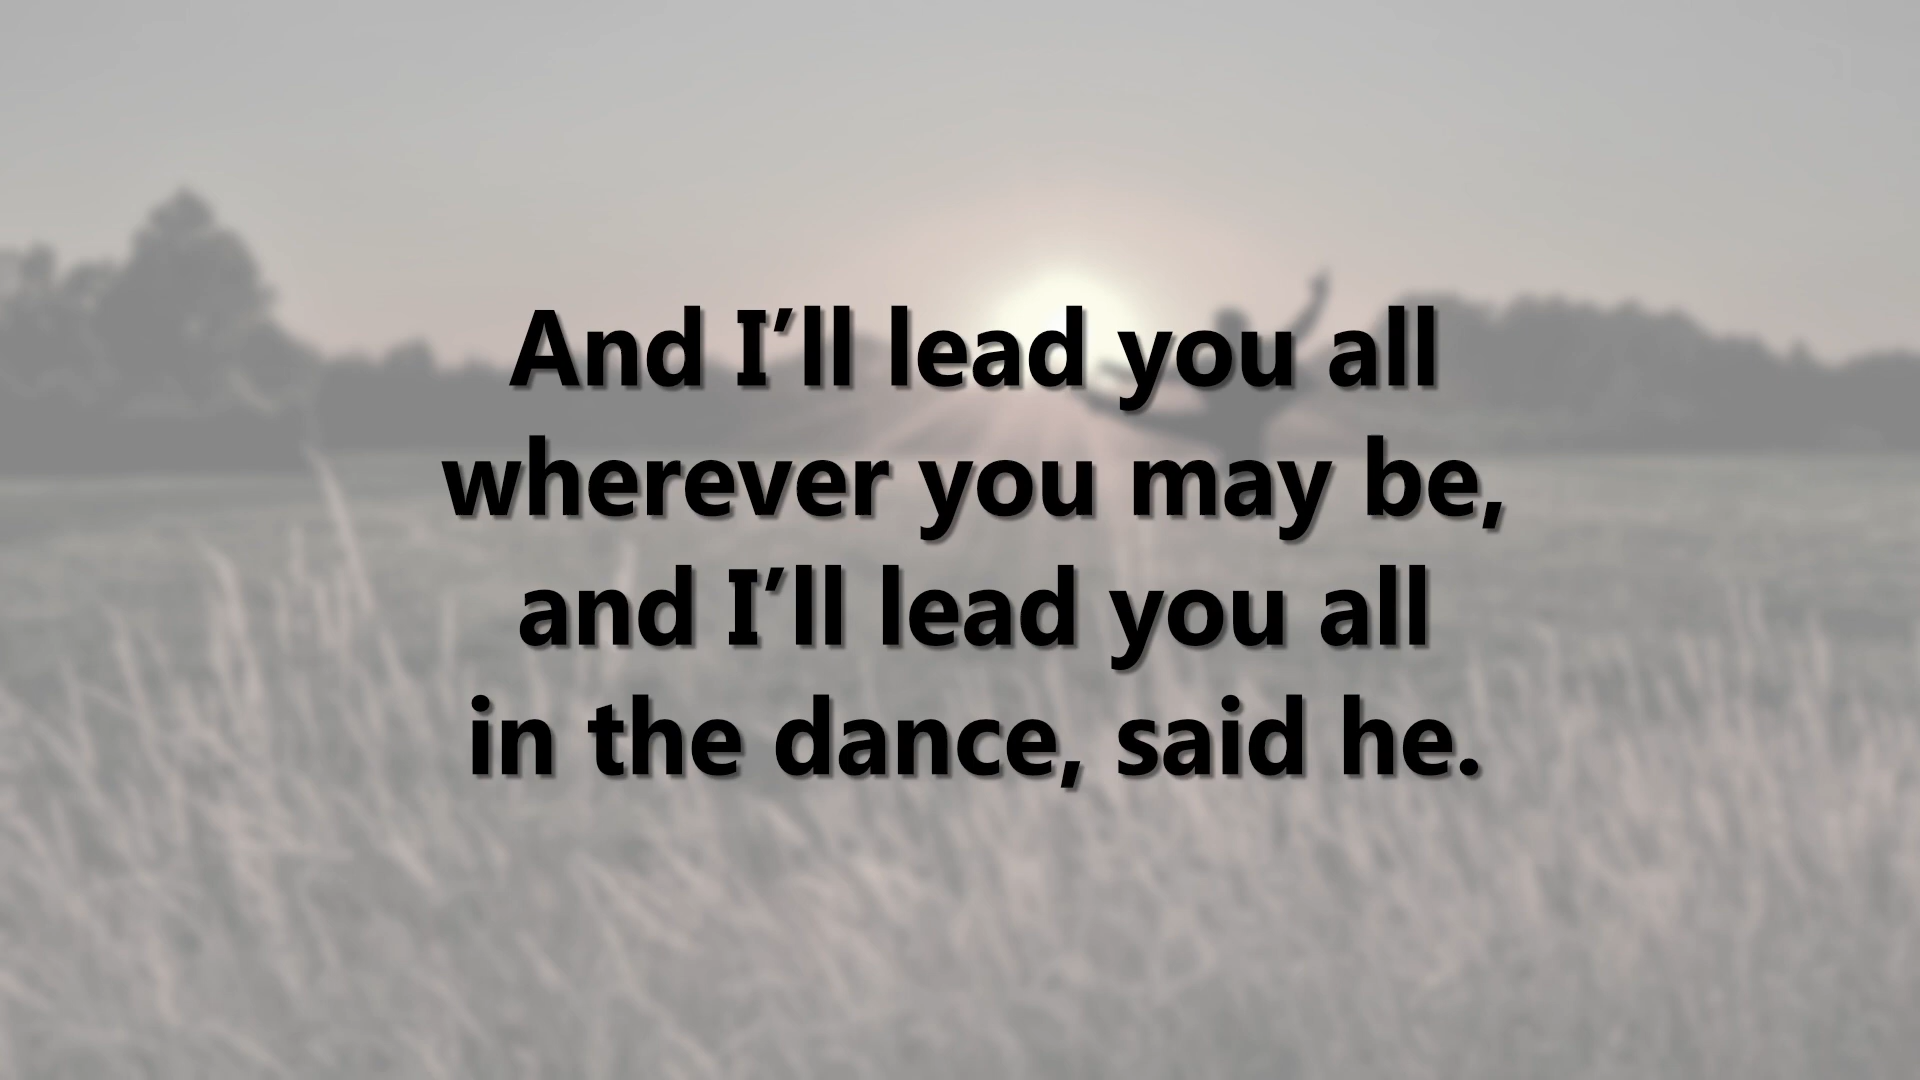 And I’ll lead you all
wherever you may be,
and I’ll lead you all
in the dance, said he.